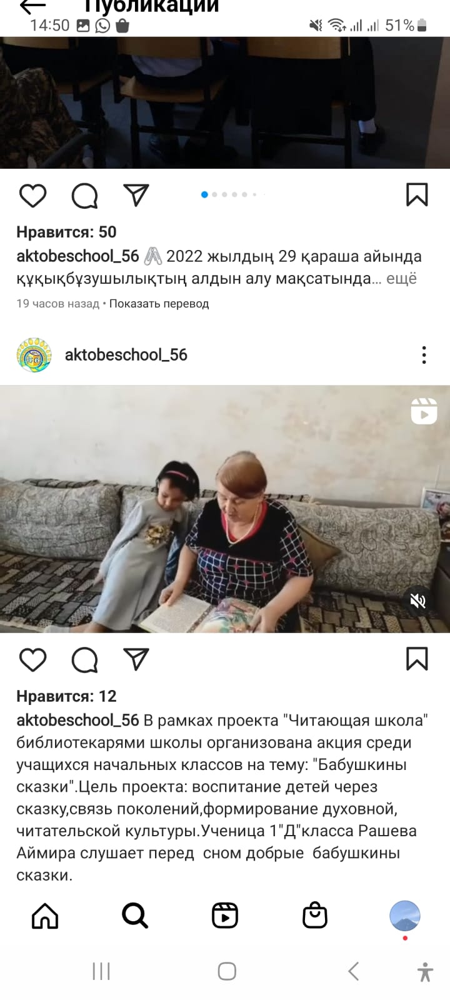 Публикации
14:50 51%
Нравится: 50
aktobeschool_56 2022 жылдың 29 қараша айында
құқықбұзушылықтың алдын алу мақсатында... ещё
19 часов назад • Показать перевод
aktobeschool_56
Нравится: 12
aktobeschool_56 В рамках проекта "Читающая школа"
библиотекарями школы организована акция среди
учащихся начальных классов на тему: "Бабушкины
сказки".Цель проекта: воспитание детей через
сказку,связь поколений,формирование духовной,
читательской культуры.Ученица 1"Д"класса Рашева
Аймира слушает перед  сном добрые  бабушкины
сказки.